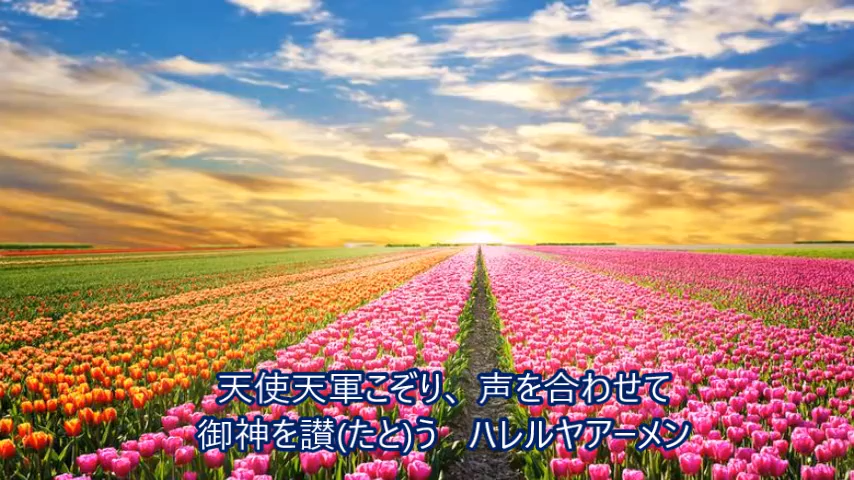 天使天軍こぞり、声を合わせて
御神を讃(たと)う　ハレルヤアーメン